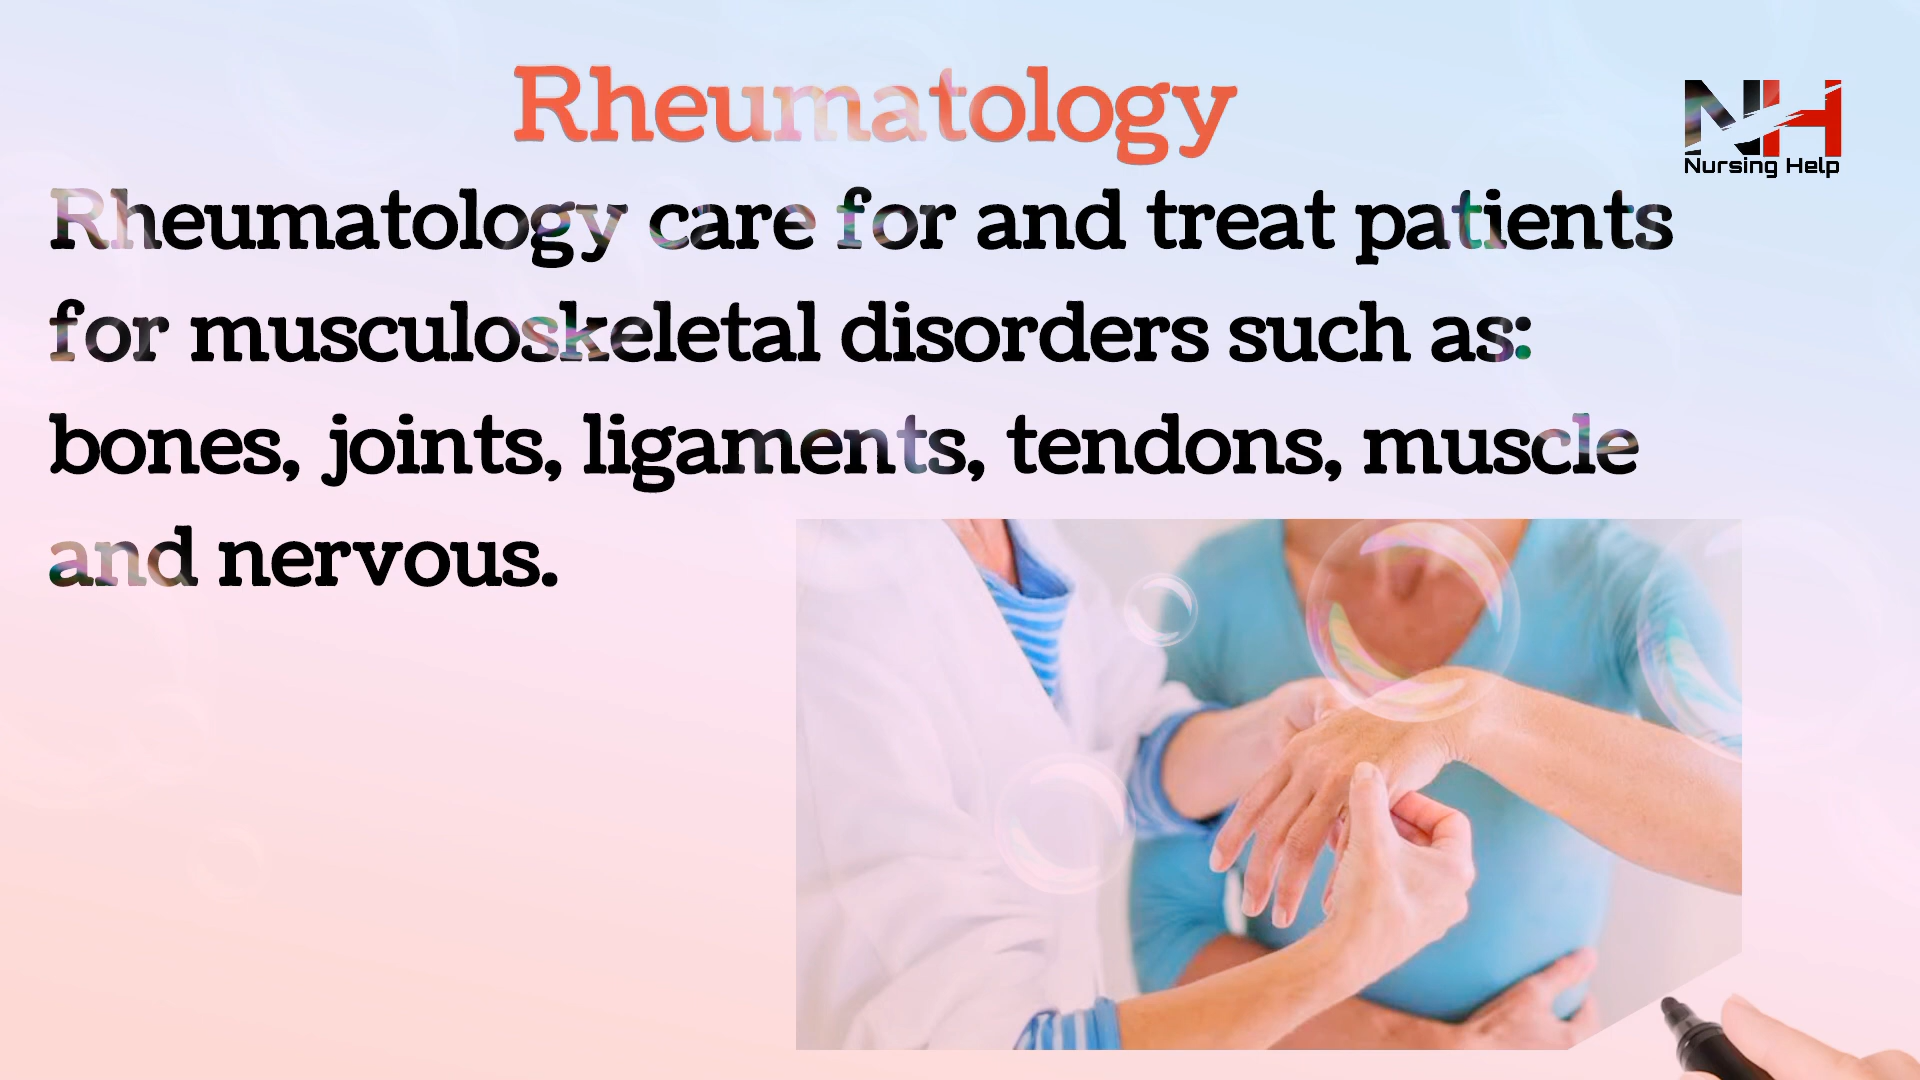 Rheumatology
NH
Nursing Help
Rheumatology care for and treat patients
for musculoskeletal disorders such as:
bones, joints, ligaments, tendons, muscle
and nervous.